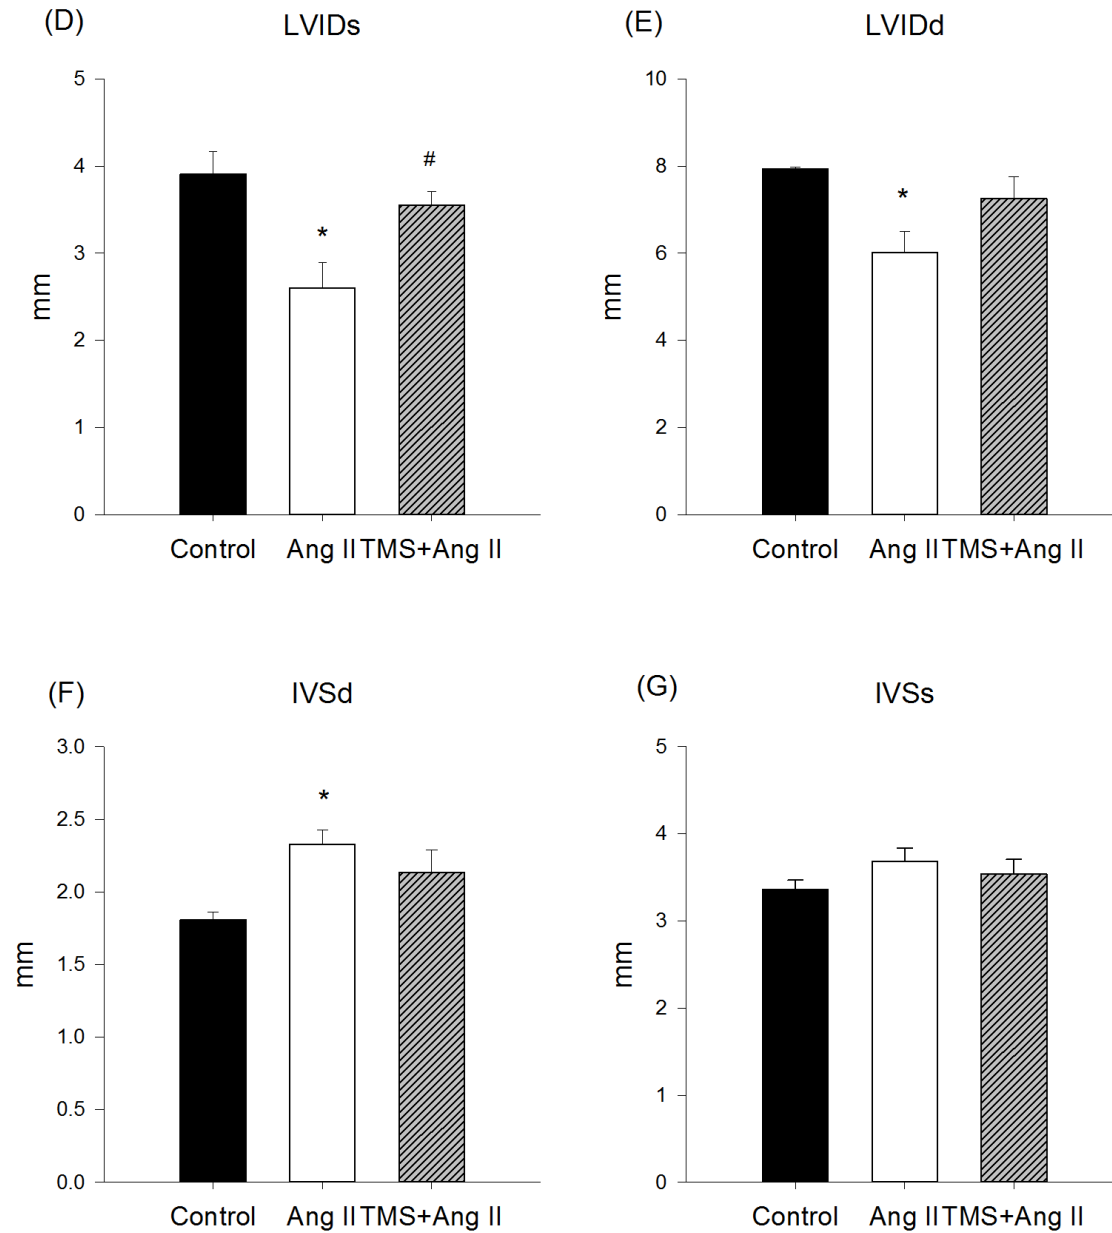 (D)
LVIDs
5
4
3
2
1
0
mm
*
#
Control Ang II TMS+Ang II
(E)
LVIDd
10
8
6
4
2
0
mm
*
Control Ang II TMS+Ang II
(F)
IVSd
3.0
2.5
2.0
1.5
1.0
0.5
0.0
mm
*
Control Ang II TMS+Ang II
(G)
IVSs
5
4
3
2
1
0
mm
Control Ang II TMS+Ang II